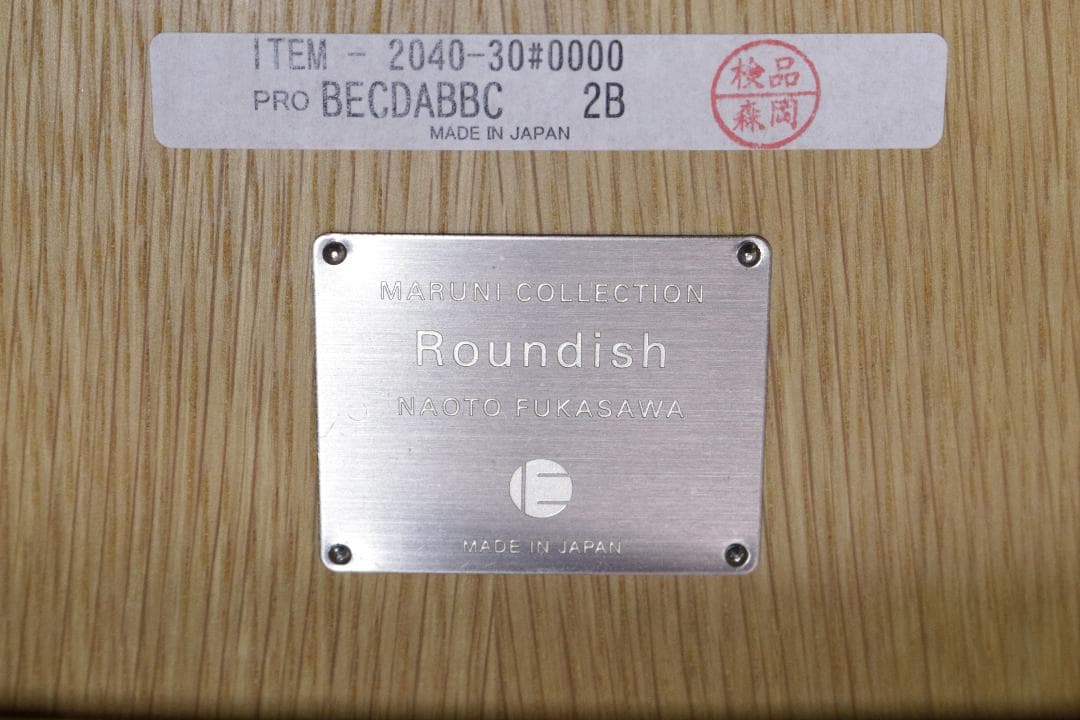 ITEM - 2040-30#0000
PRO BECDABBC 2B
MADE IN JAPAN
検品
森岡
MARUNI COLLECTION
Roundish
NAOTO FUKASAWA
MADE IN JAPAN